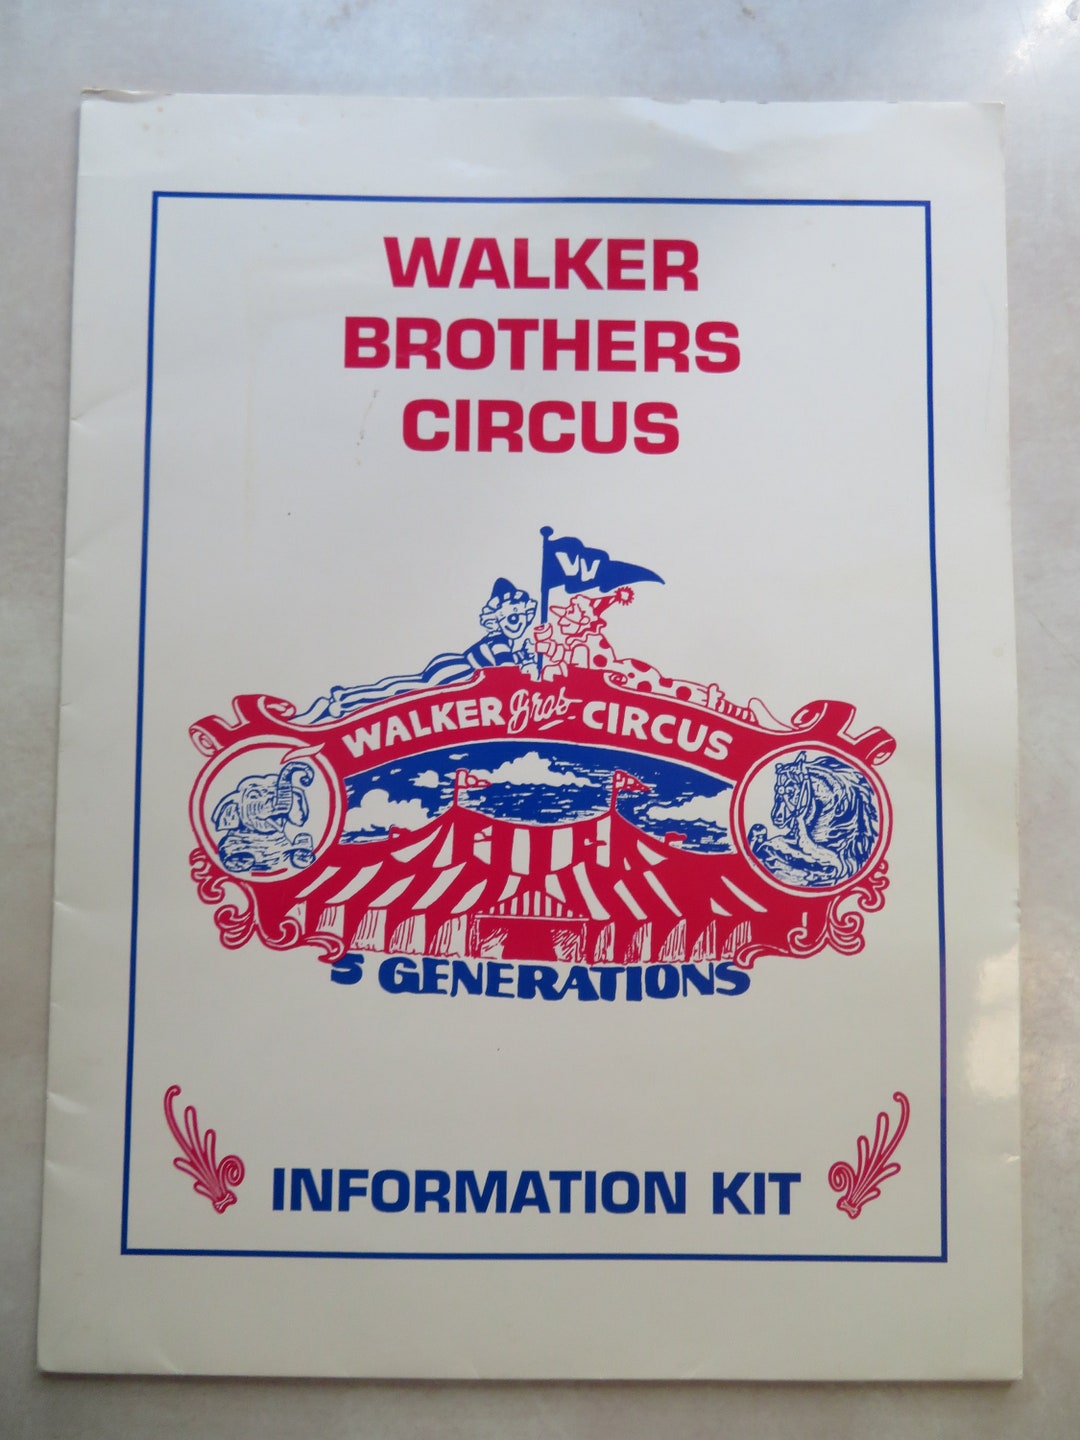 WALKER
BROTHERS
CIRCUS
W
WALKER Bros CIRCUS
5 GENERATIONS
INFORMATION KIT